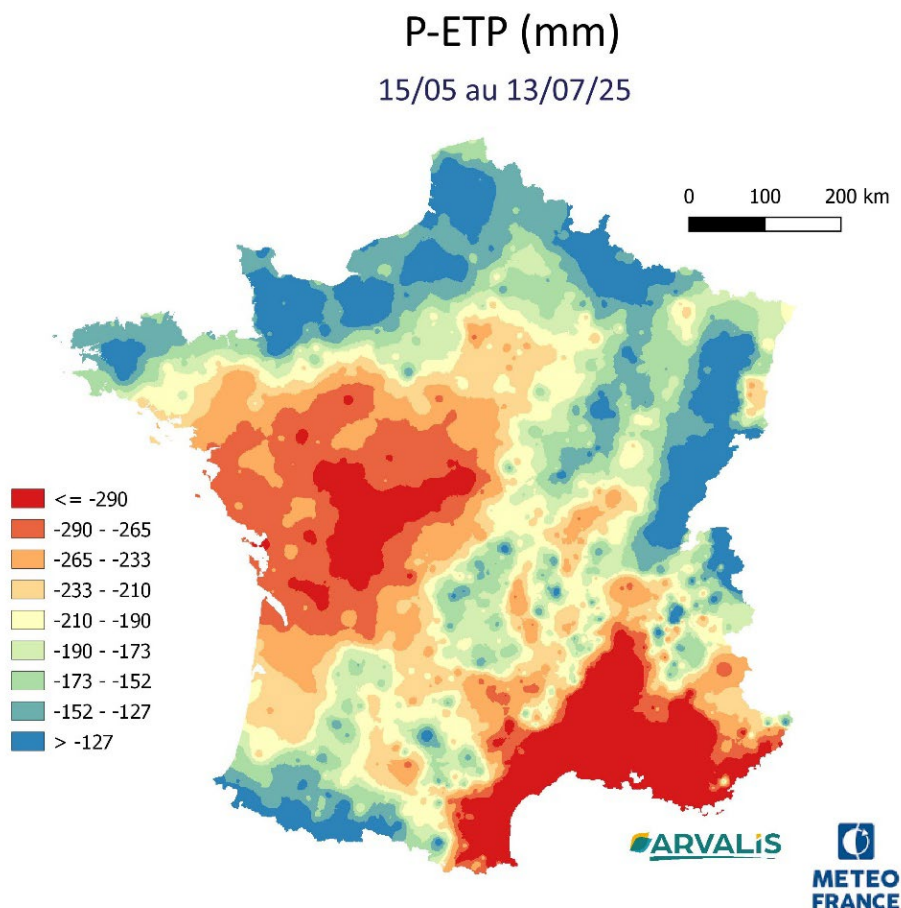 P-ETP (mm)
15/05 au 13/07/25
0 100 200 km
<= -290
-290 - -265
-265 - -233
-233 - -210
-210 - -190
-190 - -173
-173 - -152
-152 - -127
> -127
ARVALIS
METEO
FRANCE